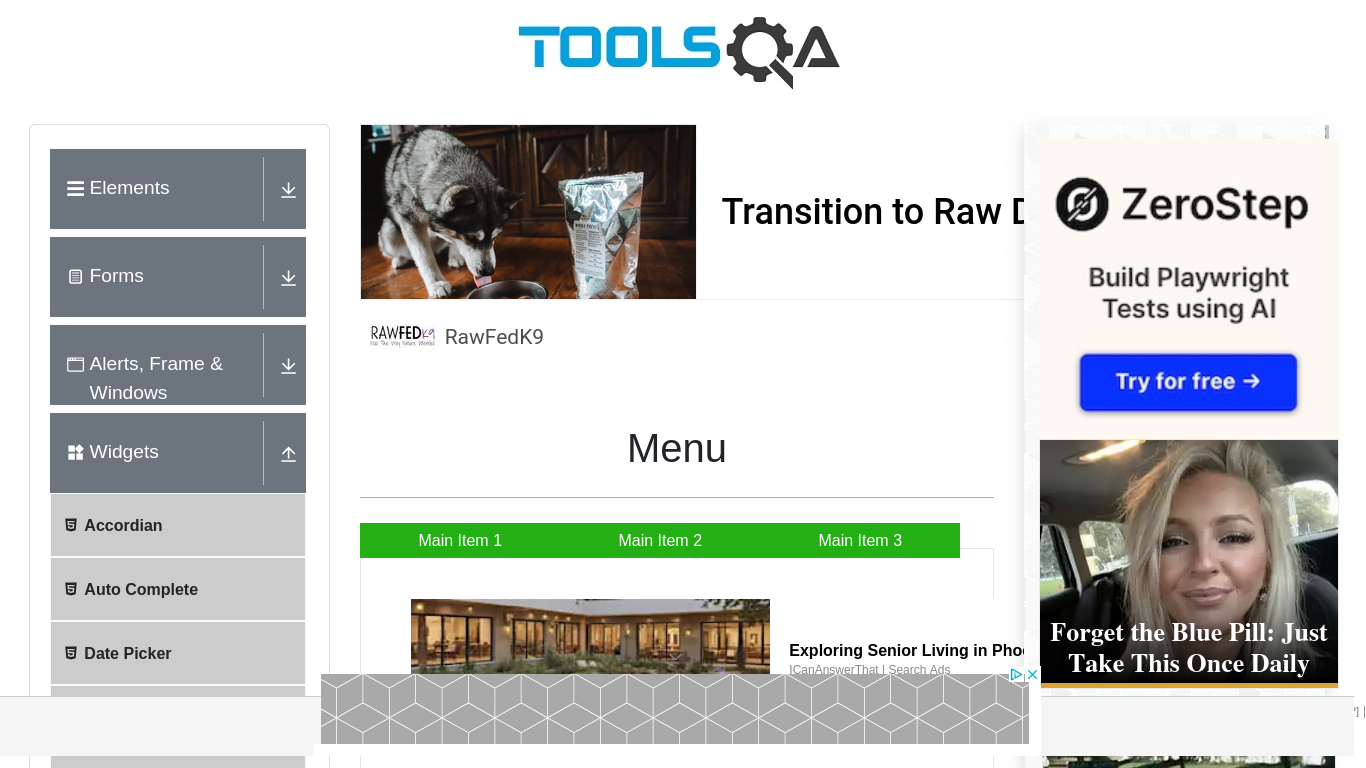 TOOLSQA
Elements
Forms
Alerts, Frame &
Windows
Widgets
Accordian
Auto Complete
Date Picker
Transition to Raw D
RAWFEDK9
RawFedK9
Menu
Main Item 1
Main Item 2
Main Item 3
Exploring Senior Living in Phoe
ICanAnswerThat | Search Ads
ZeroStep
Build Playwright
Tests using AI
Try for free →
Forget the Blue Pill: Just
Take This Once Daily